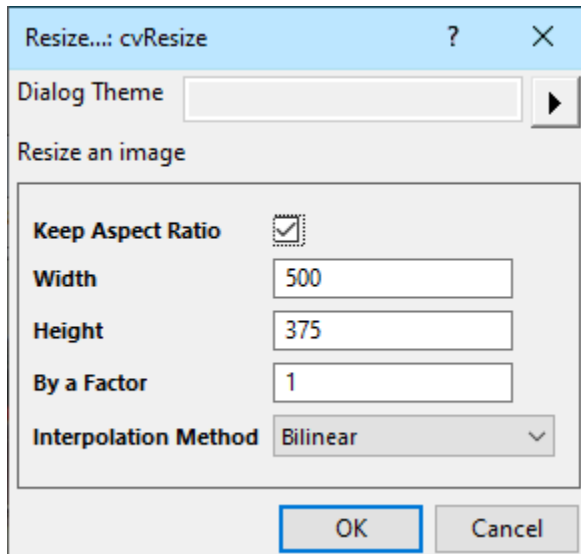 Resize...: cvResize ?
Dialog Theme
Resize an image
Keep Aspect Ratio
Width 500
Height 375
By a Factor 1
Interpolation Method Bilinear
OK Cancel